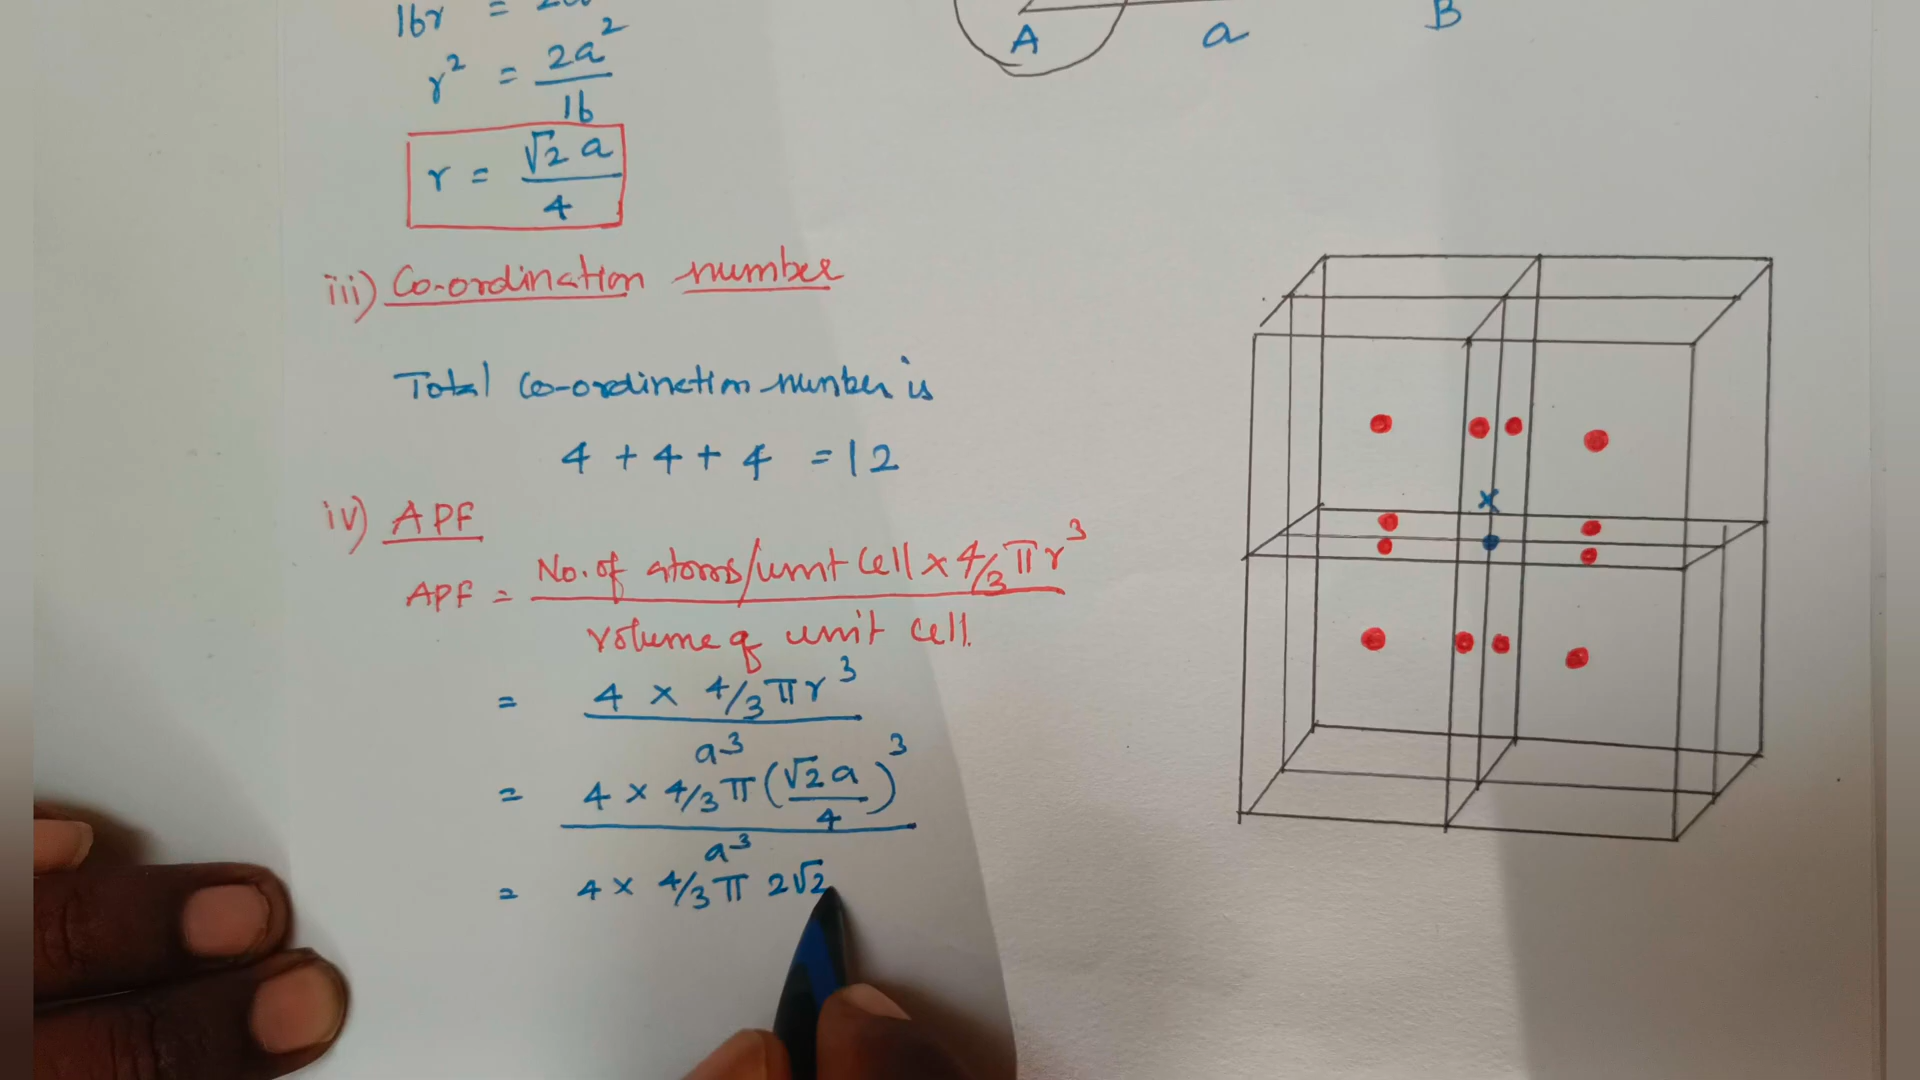 16r =
r² = 2a² / 16
r = √2 a / 4
A a B
iii) Co-ordination number
Total Co-ordination number is
4 + 4 + 4 = 12
x
iv) APF
APF = No. of atoms/unit cell × 4/3 π r³ / volume of unit cell.
= 4 × 4/3 π r³ / a³
= 4 × 4/3 π (√2 a / 4)³ / a³
= 4 × 4/3 π 2√2